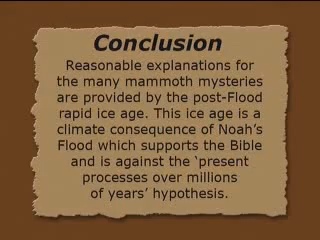 Conclusion
Reasonable explanations for
the many mammoth mysteries
are provided by the post-Flood
rapid ice age. This ice age is a
climate consequence of Noah’s
Flood which supports the Bible
and is against the ‘present
processes over millions
of years’ hypothesis.